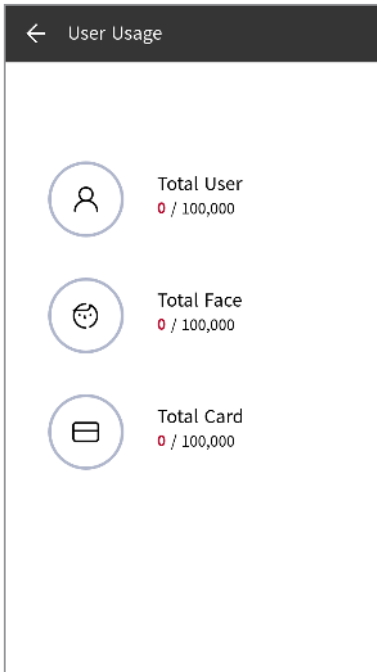 User Usage
Total User
0 / 100,000
Total Face
0 / 100,000
Total Card
0 / 100,000